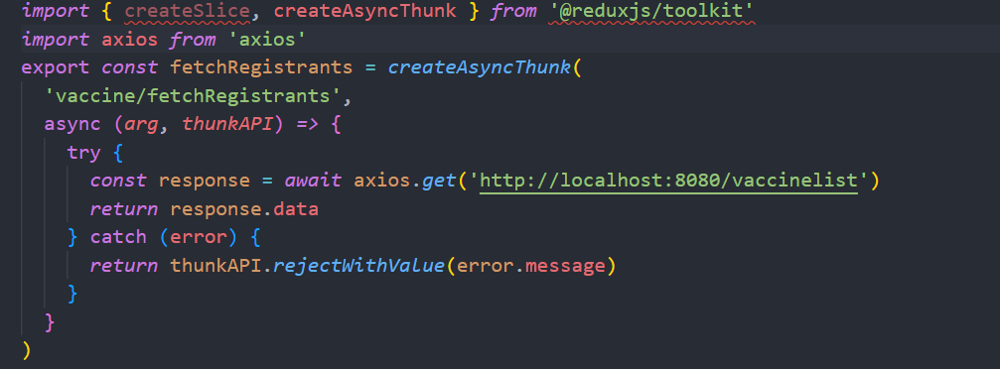 import { createSlice, createAsyncThunk } from '@reduxjs/toolkit'
import axios from 'axios'
export const fetchRegistrants = createAsyncThunk(
  'vaccine/fetchRegistrants',
  async (arg, thunkAPI) => {
    try {
      const response = await axios.get('http://localhost:8080/vaccinelist')
      return response.data
    } catch (error) {
      return thunkAPI.rejectWithValue(error.message)
    }
  }
)